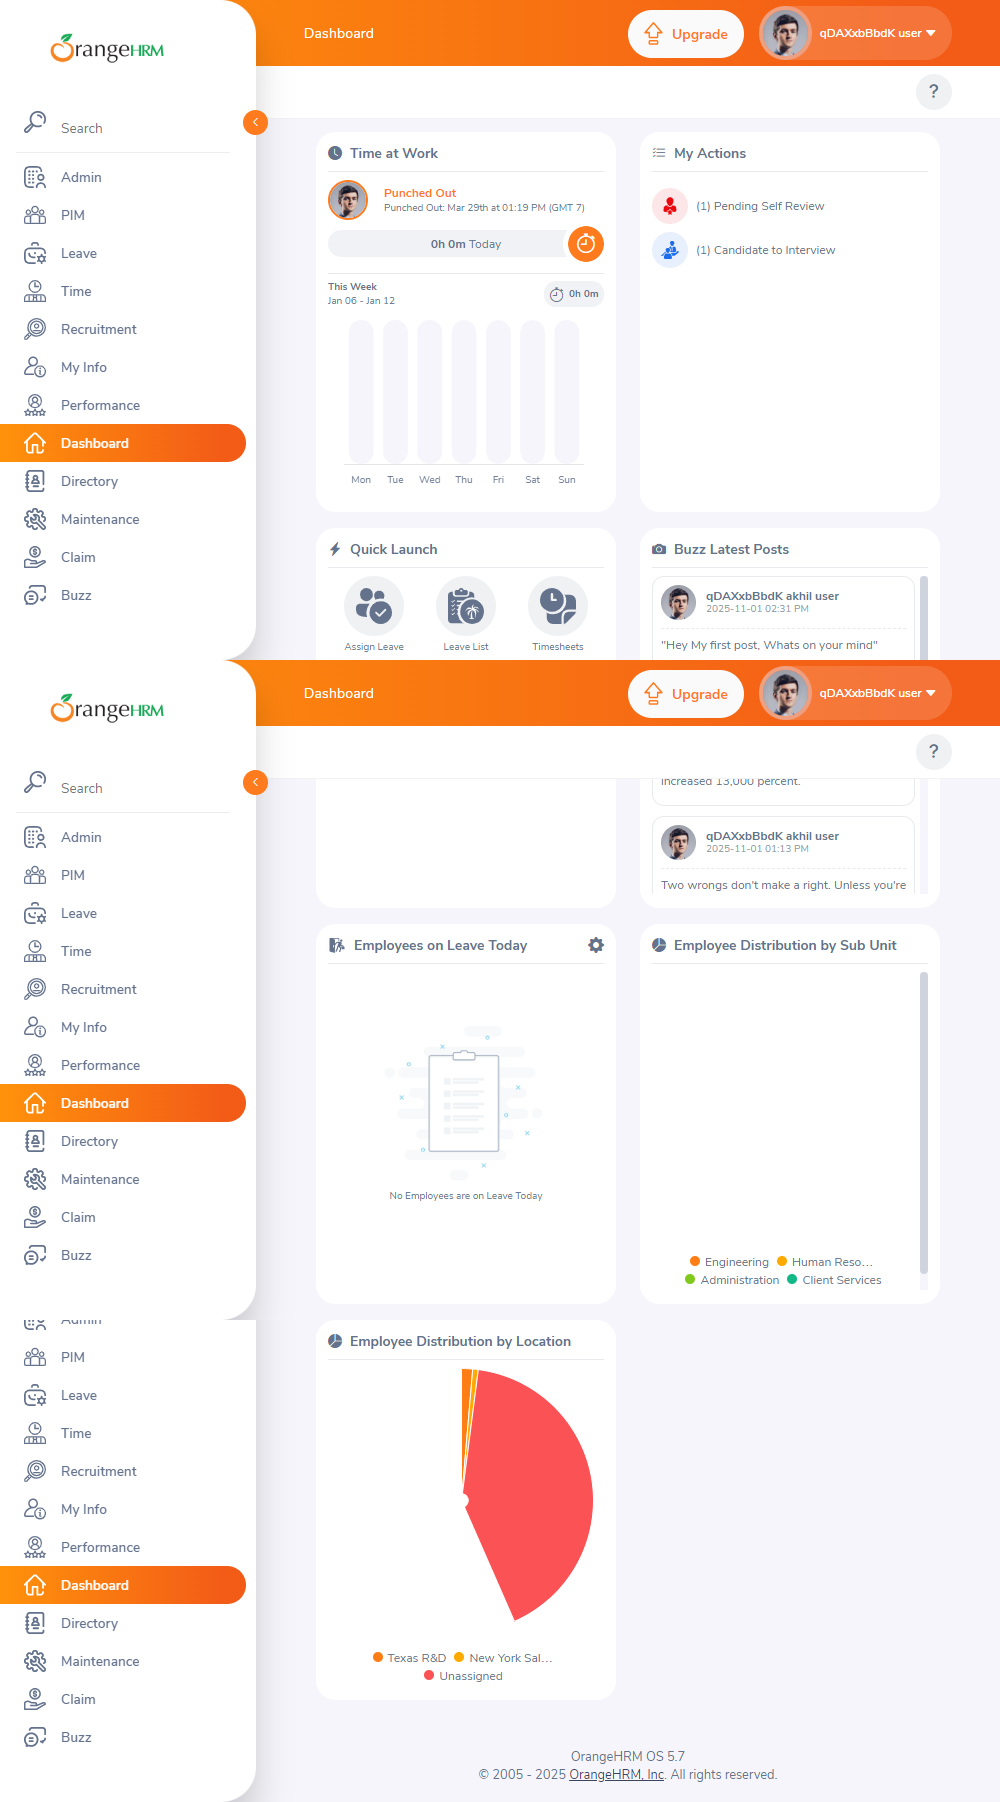 OrangeHRM
Dashboard
Upgrade
qDAXxbBbdK user
?
Search
Admin
PIM
Leave
Time
Recruitment
My Info
Performance
Dashboard
Directory
Maintenance
Claim
Buzz
Time at Work
Punched Out
Punched Out: Mar 29th at 01:19 PM (GMT 7)
0h 0m Today
This Week
Jan 06 - Jan 12
0h 0m
Mon Tue Wed Thu Fri Sat Sun
My Actions
(1) Pending Self Review
(1) Candidate to Interview
Quick Launch
Assign Leave
Leave List
Timesheets
Buzz Latest Posts
qDAXxbBbdK akhil user
2025-11-01 02:31 PM
"Hey My first post, Whats on your mind"
OrangeHRM
Dashboard
Upgrade
qDAXxbBbdK user
?
Search
Admin
PIM
Leave
Time
Recruitment
My Info
Performance
Dashboard
Directory
Maintenance
Claim
Buzz
increased 13,000 percent.
qDAXxbBbdK akhil user
2025-11-01 01:13 PM
Two wrongs don't make a right. Unless you're
Employees on Leave Today
No Employees are on Leave Today
Employee Distribution by Sub Unit
Engineering
Human Reso...
Administration
Client Services
Admin
PIM
Leave
Time
Recruitment
My Info
Performance
Dashboard
Directory
Maintenance
Claim
Buzz
Employee Distribution by Location
Texas R&D
New York Sal...
Unassigned
OrangeHRM OS 5.7
© 2005 - 2025 OrangeHRM, Inc. All rights reserved.